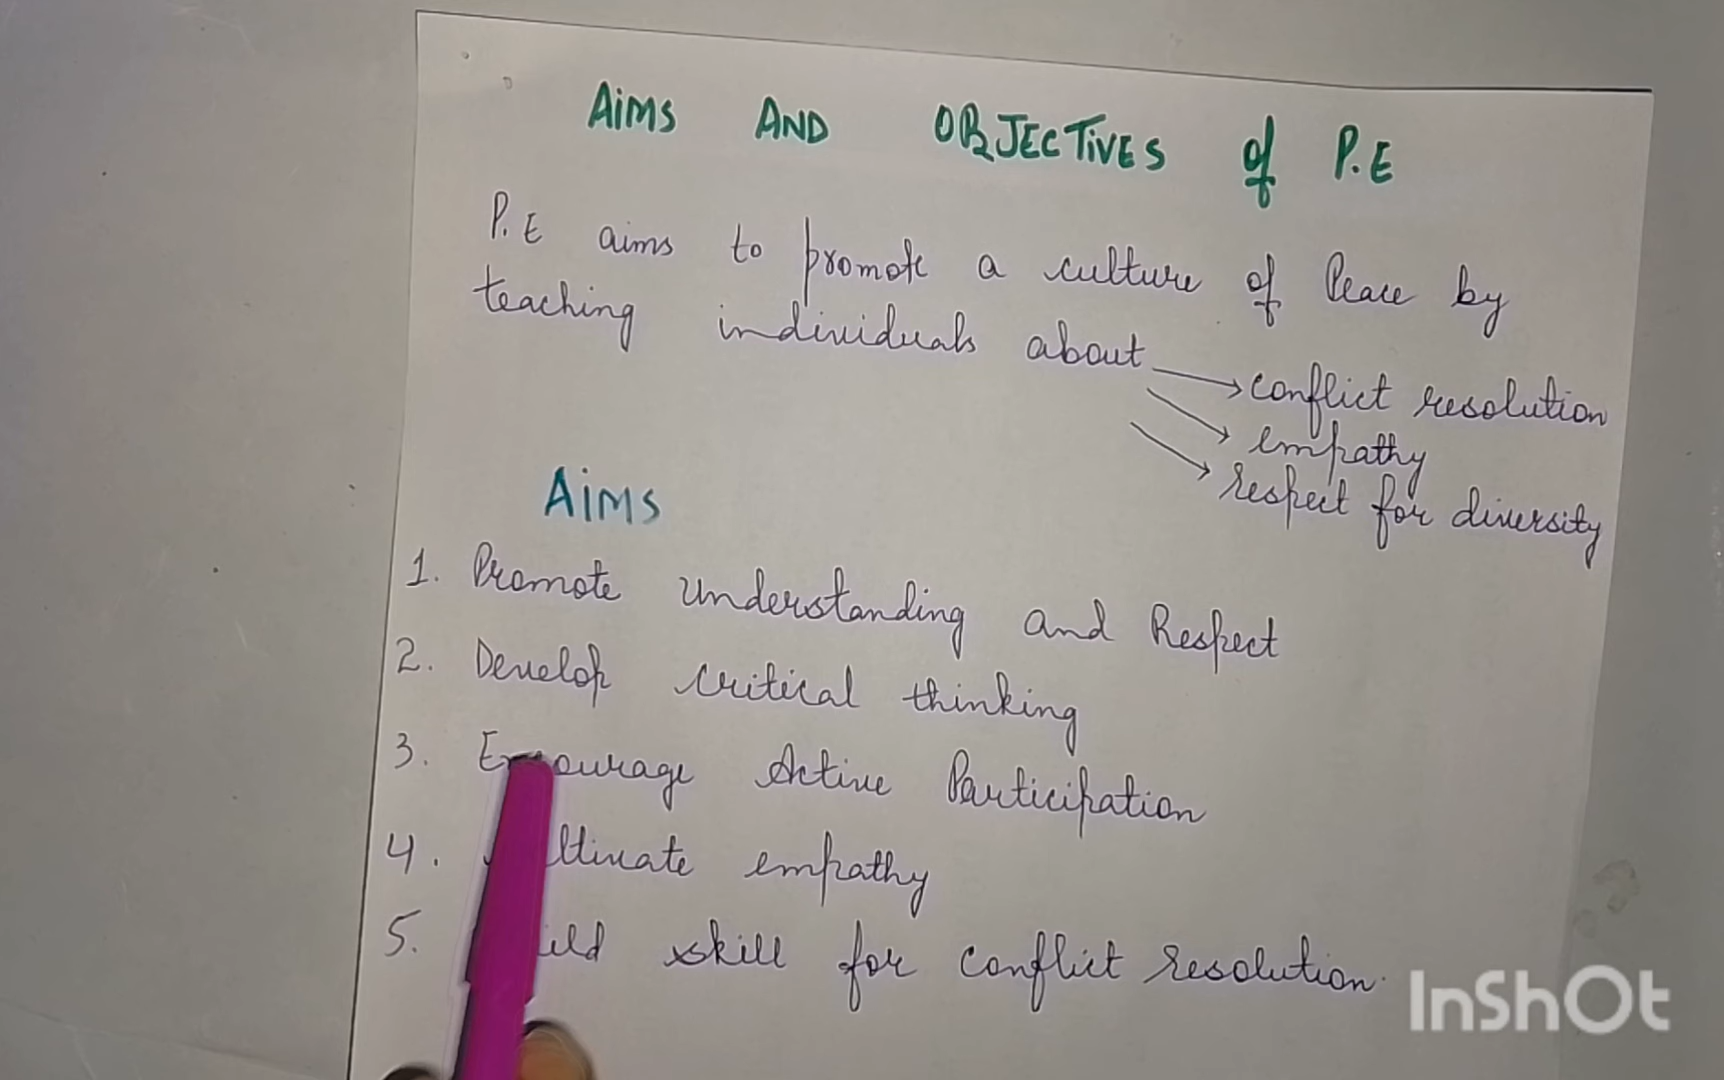 AiMS AND OBJECTiVES of P.E
P.E aims to promote a culture of Peace by
teaching individuals about
conflict resolution
empathy
respect for diversity
AiMS
1. Promote understanding and Respect
2. Develop critical thinking
3. Encourage Active Participation
4. empathy
5. skill for conflict resolution.
InShOt